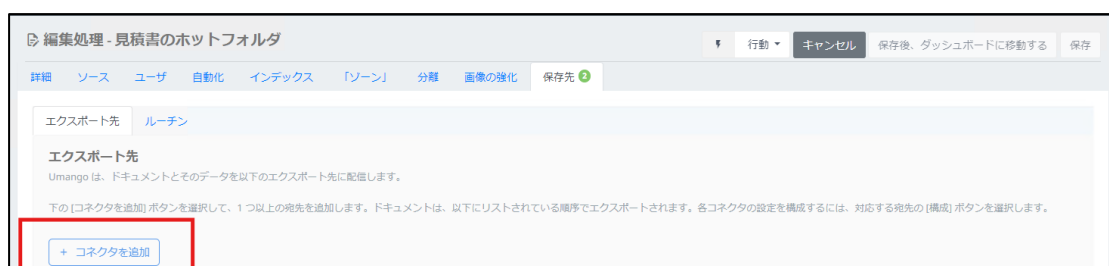 編集処理 - 見積書のホットフォルダ
行動 キャンセル 保存後、ダッシュボードに移動する 保存
詳細 ソース ユーザ 自動化 インデックス 「ゾーン」 分離 画像の強化 保存先 2
エクスポート先 ルーチン
エクスポート先
Umango は、ドキュメントとそのデータを以下のエクスポート先に配信します。
下の [コネクタを追加] ボタンを選択して、1 つ以上の宛先を追加します。ドキュメントは、以下にリストされている順序でエクスポートされます。各コネクタの設定を構成するには、対応する宛先の [構成] ボタンを選択します。
+ コネクタを追加